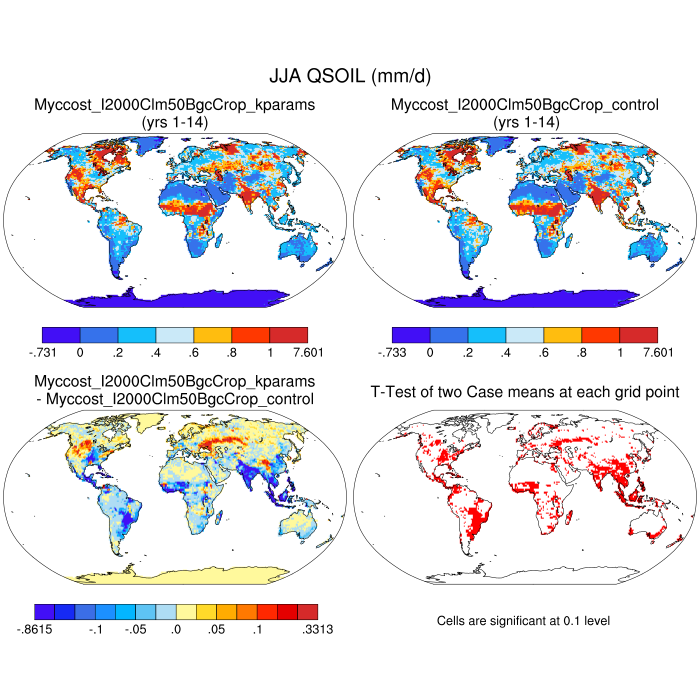 JJA QSOIL (mm/d)
Myccost_I2000Clm50BgcCrop_kparams
(yrs 1-14)
Myccost_I2000Clm50BgcCrop_control
(yrs 1-14)
-.731 0 .2 .4 .6 .8 1 7.601
-.733 0 .2 .4 .6 .8 1 7.601
Myccost_I2000Clm50BgcCrop_kparams
- Myccost_I2000Clm50BgcCrop_control
T-Test of two Case means at each grid point
-.8615 -.1 -.05 .0 .05 .1 .3313
Cells are significant at 0.1 level